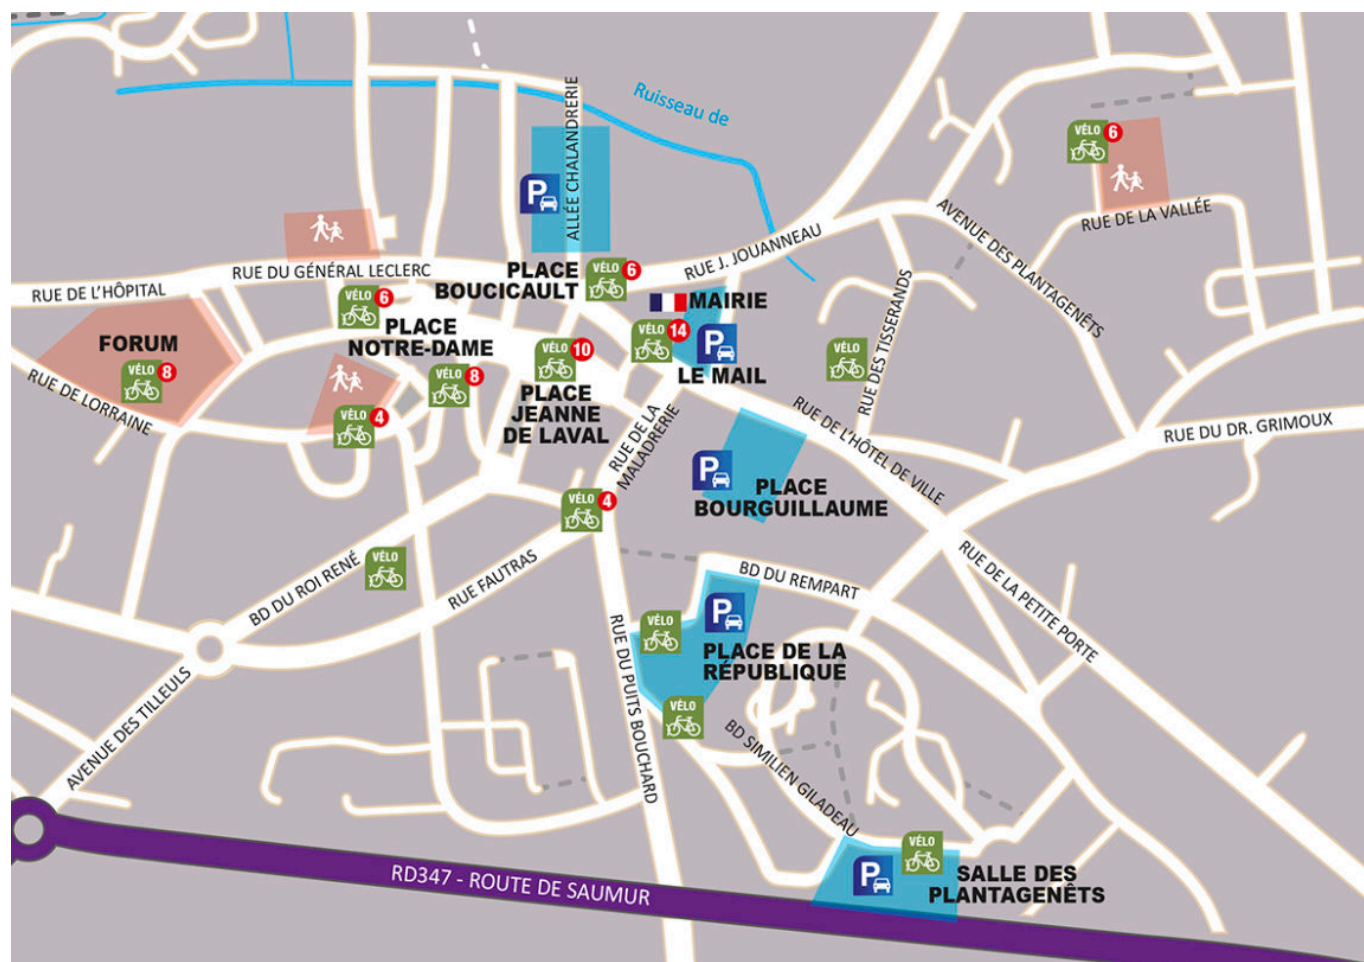 Ruisseau de
ALLÉE CHALANDRERIE
P
VÉLO 6
RUE DE LA VALLÉE
AVENUE DES PLANTAGENÊTS
RUE J. JOUANNEAU
RUE DU GÉNÉRAL LECLERC
RUE DE L'HÔPITAL
PLACE
BOUCICAULT
VÉLO 6
VÉLO 6
MAIRIE
VÉLO 14
P
LE MAIL
FORUM
VÉLO 8
PLACE
NOTRE-DAME
VÉLO 8
VÉLO 10
PLACE
JEANNE
DE LAVAL
VÉLO
RUE DES TISSERANDS
RUE DE LORRAINE
VÉLO 4
RUE DE LA
MALADRERIE
RUE DE L'HÔTEL DE VILLE
RUE DU DR. GRIMOUX
P
PLACE
BOURGUILLAUME
VÉLO 4
VÉLO
BD DU ROI RENÉ
RUE FAUTRAS
BD DU REMPART
RUE DE LA PETITE PORTE
P
VÉLO
PLACE DE LA
RÉPUBLIQUE
VÉLO
RUE DU PUITS BOUCHARD
AVENUE DES TILLEULS
BD SIMILIEN GILADEAU
VÉLO
P
SALLE DES
PLANTAGENÊTS
RD347 - ROUTE DE SAUMUR